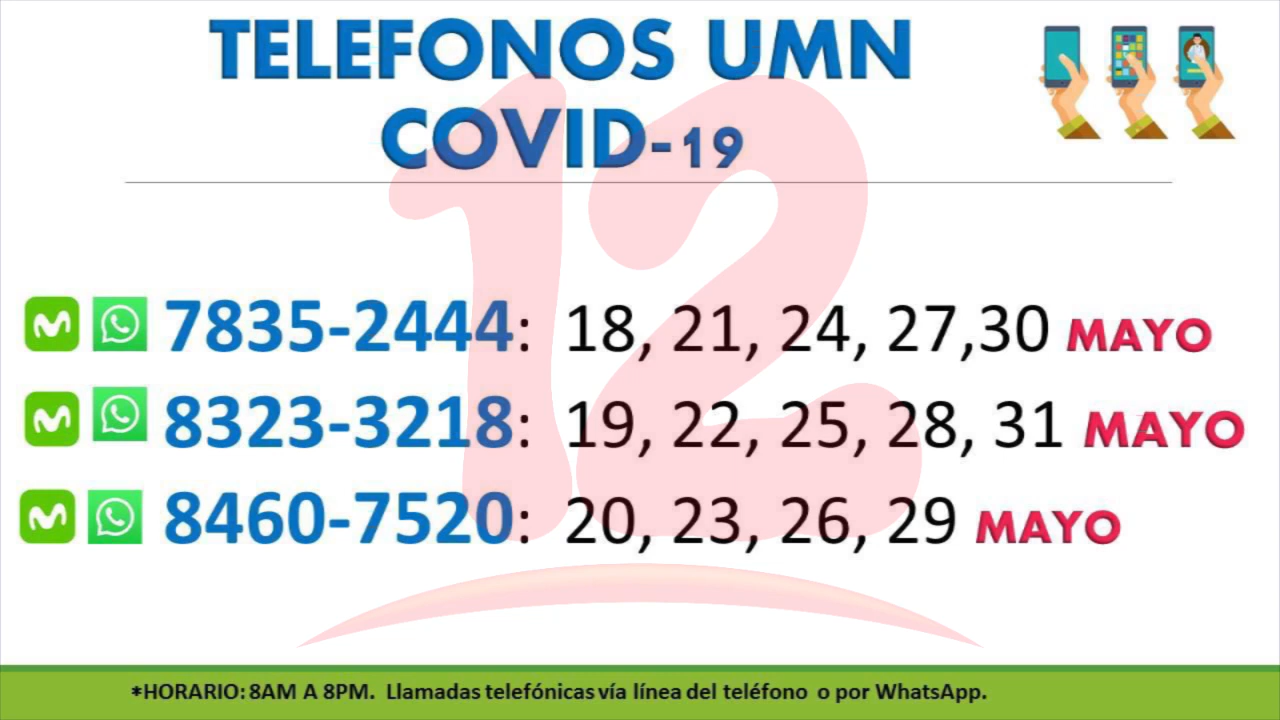 TELEFONOS UMN
COVID-19
12
7835-2444: 18, 21, 24, 27,30 MAYO
8323-3218: 19, 22, 25, 28, 31 MAYO
8460-7520: 20, 23, 26, 29 MAYO
*HORARIO: 8AM A 8PM. Llamadas telefónicas vía línea del teléfono o por WhatsApp.